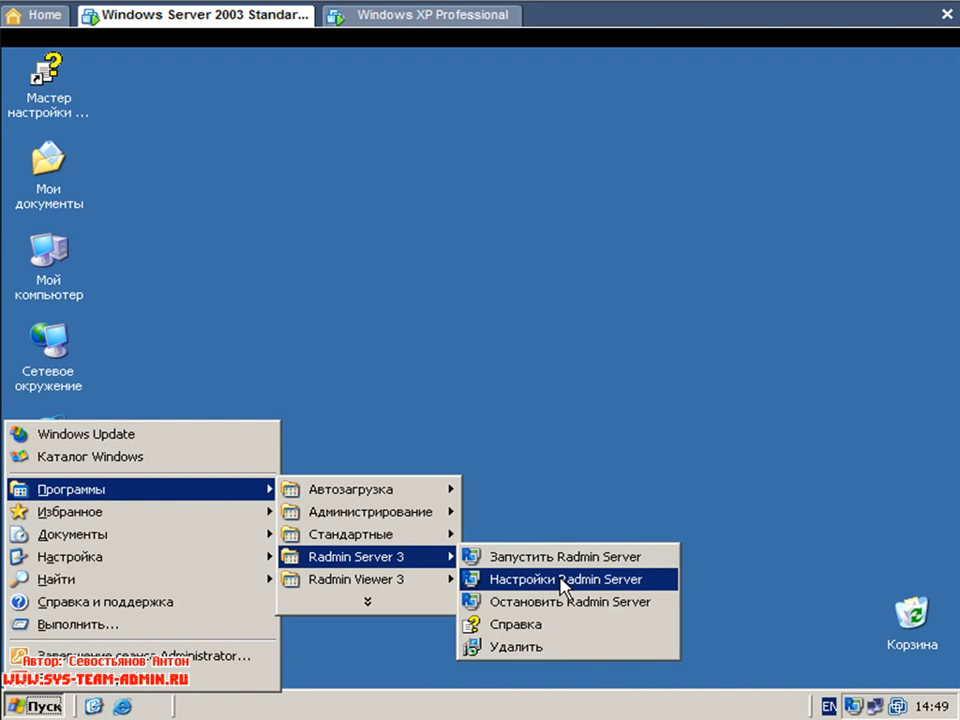 Home
Windows Server 2003 Standar...
Windows XP Professional
Мастер
настройки ...
Мои
документы
Мой
компьютер
Сетевое
окружение
Windows Update
Каталог Windows
Программы
Избранное
Документы
Настройка
Найти
Справка и поддержка
Выполнить...
Завершение сеанса Administrator...
Автозагрузка
Администрирование
Стандартные
Radmin Server 3
Radmin Viewer 3
Запустить Radmin Server
Настройки Radmin Server
Остановить Radmin Server
Справка
Удалить
Корзина
Автор: Севостьянов Антон
WWW.SYS-TEAM-ADMIN.RU
Пуск
EN
14:49